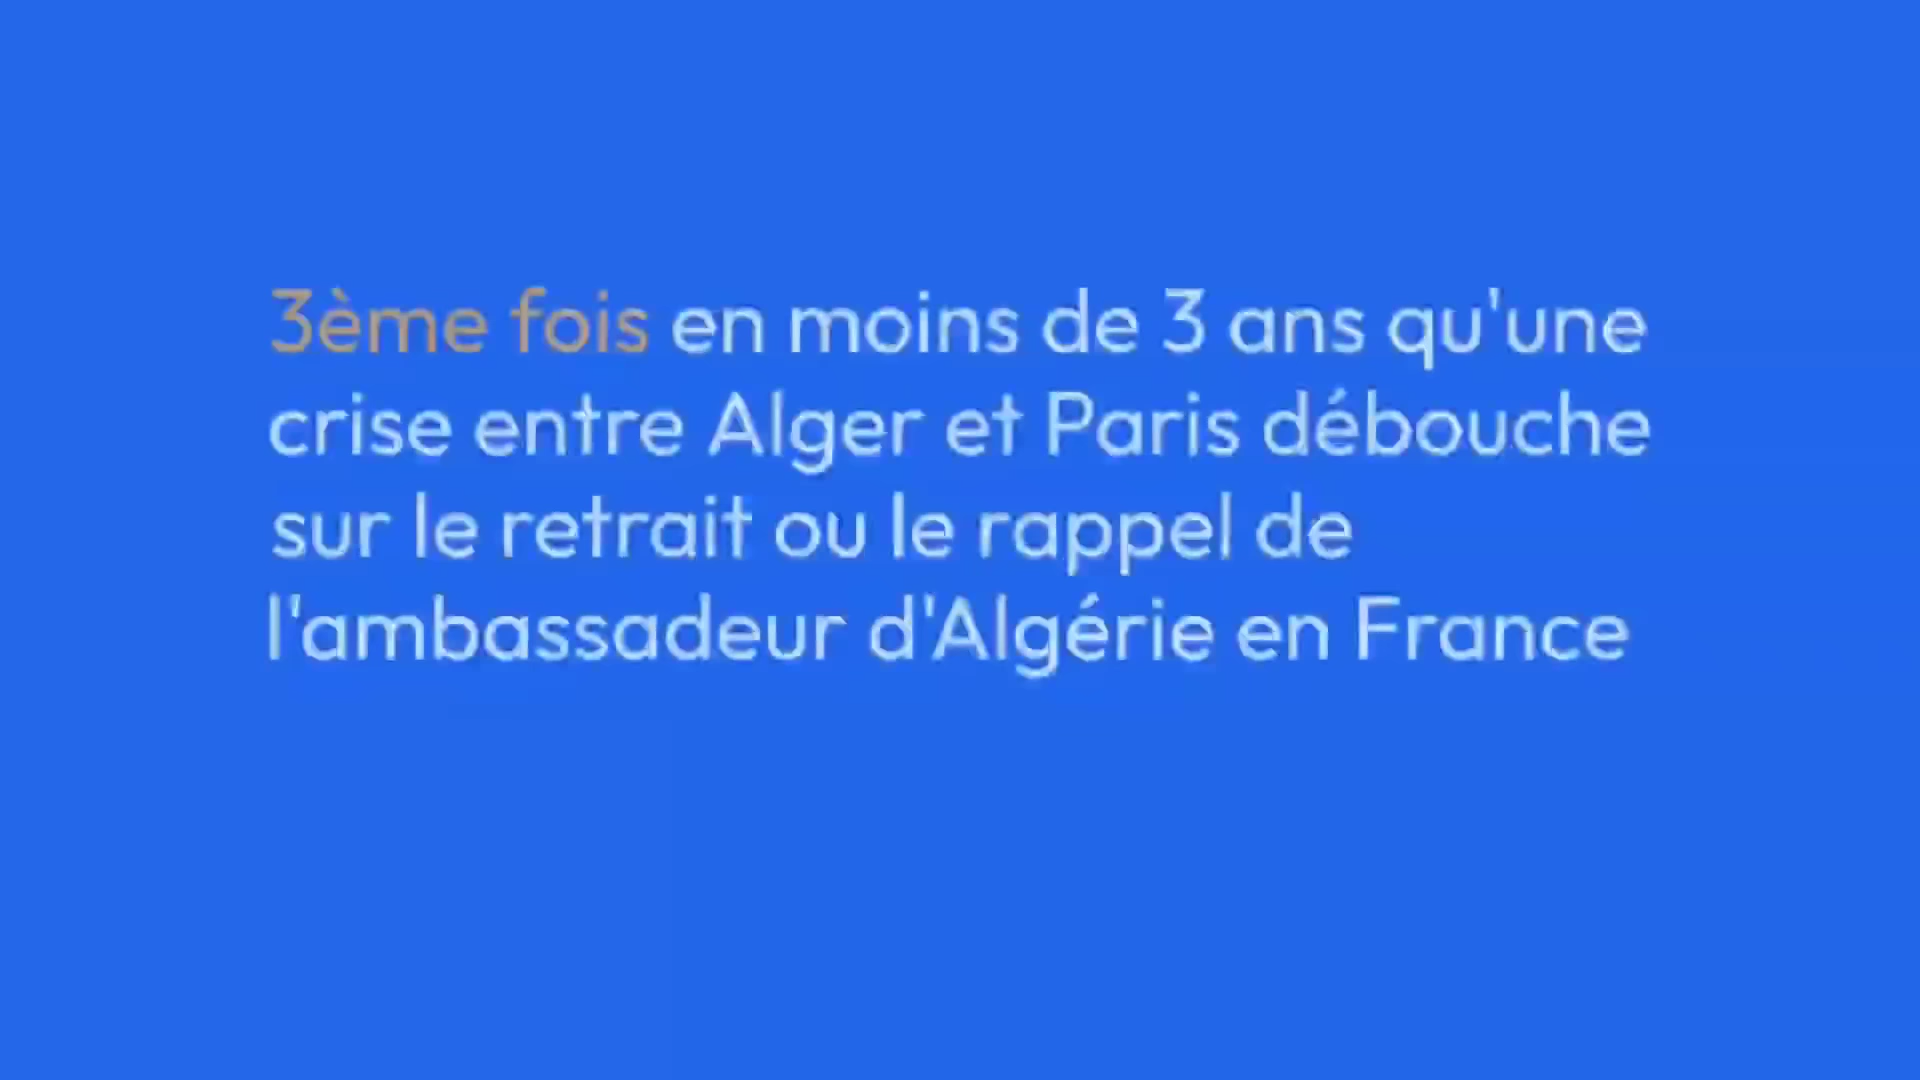 3ème fois en moins de 3 ans qu'une
crise entre Alger et Paris débouche
sur le retrait ou le rappel de
l'ambassadeur d'Algérie en France